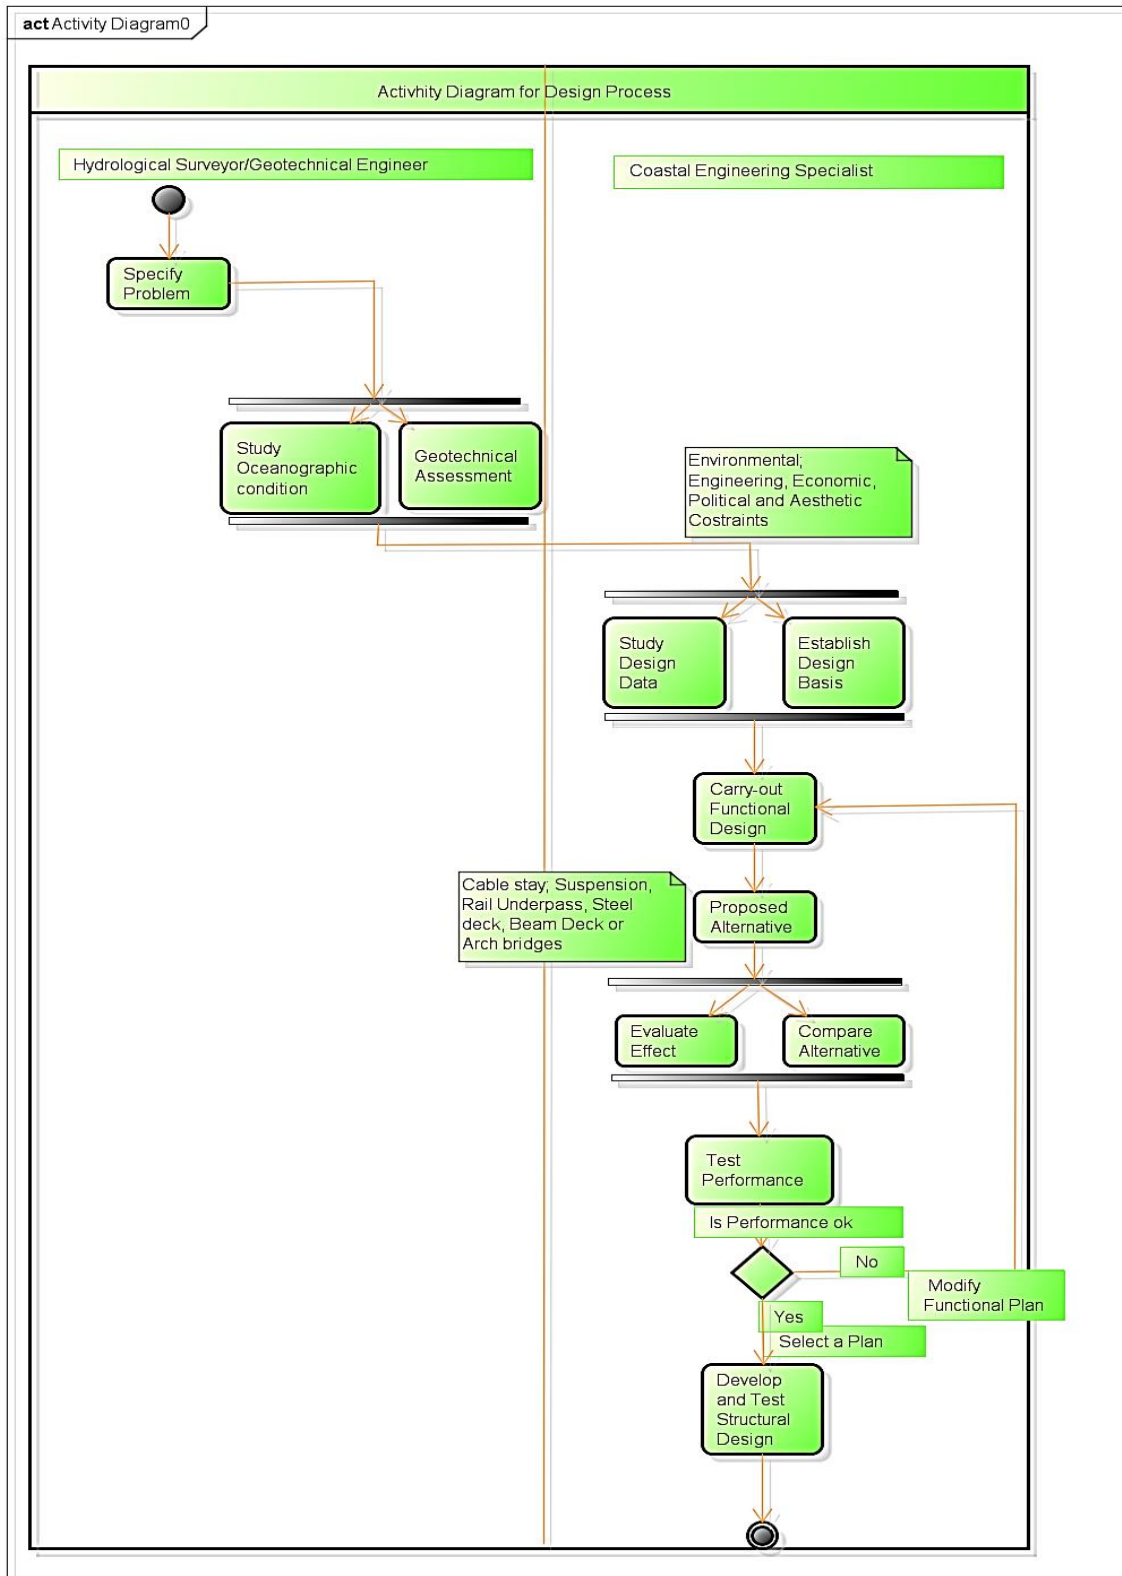 act Activity Diagram0
Activhity Diagram for Design Process
Hydrological Surveyor/Geotechnical Engineer
Coastal Engineering Specialist
Specify
Problem
Study
Oceanographic
condition
Geotechnical
Assessment
Environmental;
Engineering, Economic,
Political and Aesthetic
Costraints
Study
Design
Data
Establish
Design
Basis
Carry-out
Functional
Design
Cable stay; Suspension,
Rail Underpass, Steel
deck, Beam Deck or
Arch bridges
Proposed
Alternative
Evaluate
Effect
Compare
Alternative
Test
Performance
Is Performance ok
No
Modify
Functional Plan
Yes
Select a Plan
Develop
and Test
Structural
Design